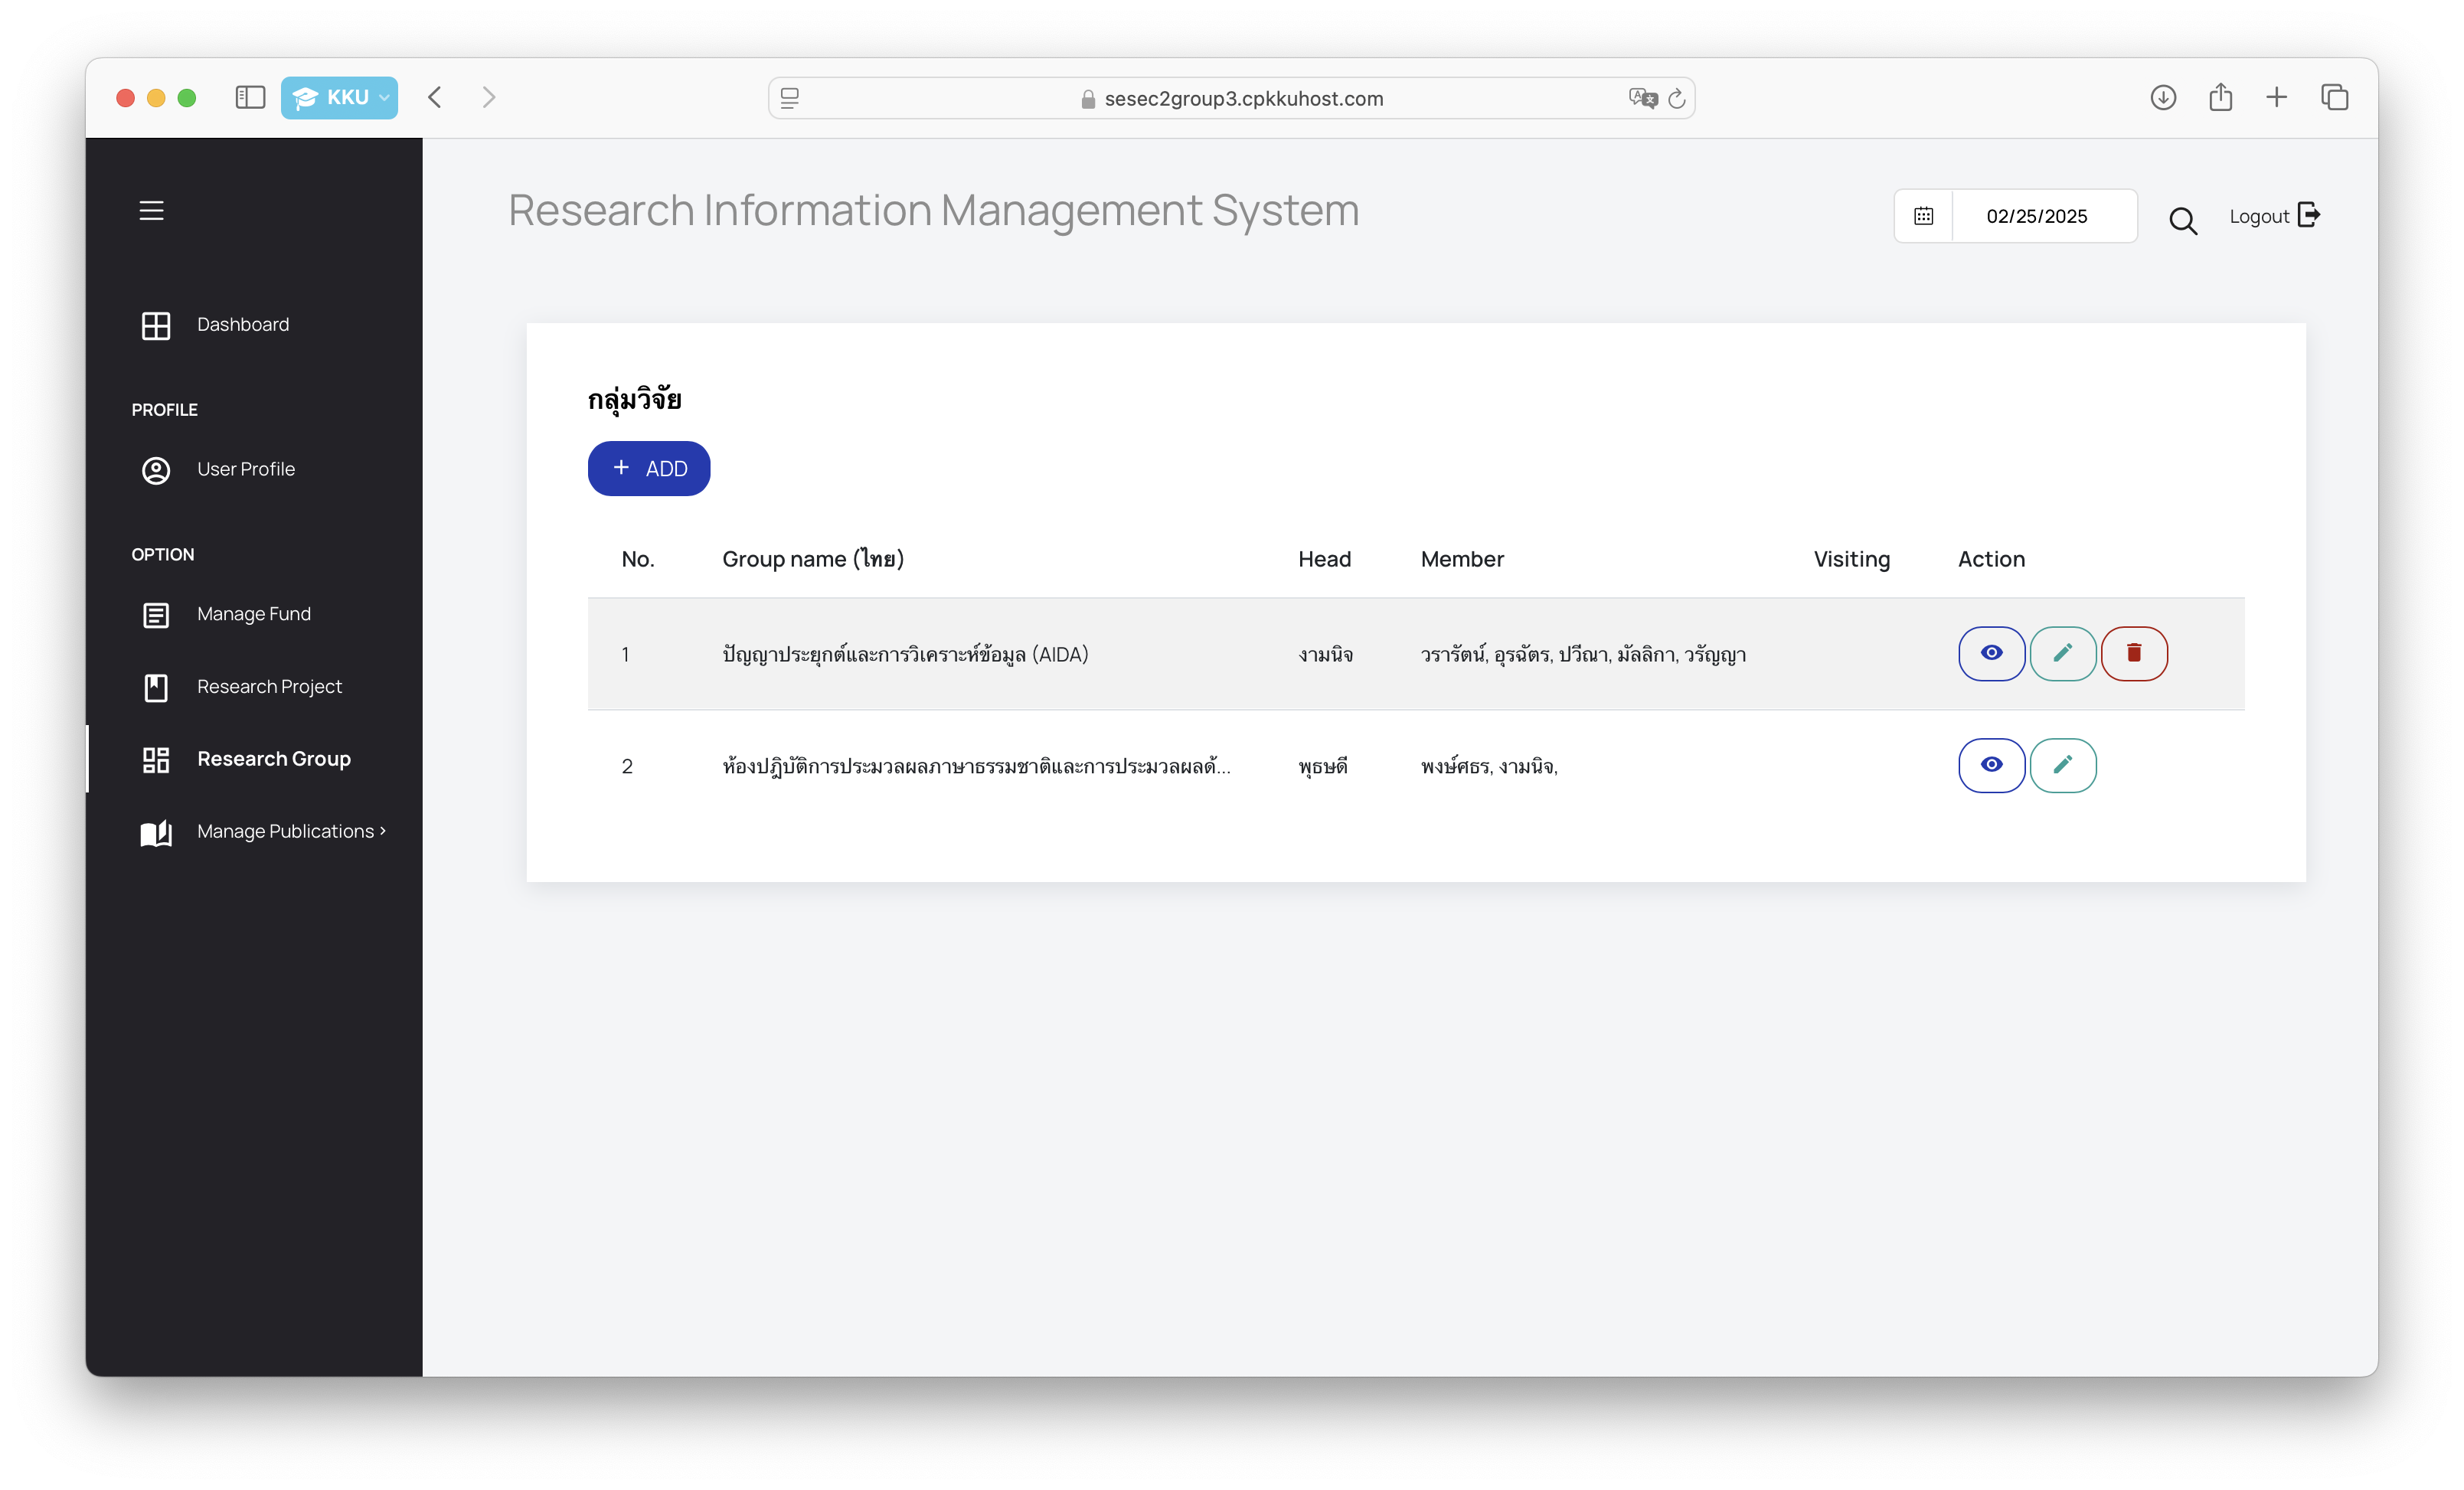 KKU
sesec2group3.cpkkuhost.com
Research Information Management System
02/25/2025
Logout
Dashboard
PROFILE
User Profile
OPTION
Manage Fund
Research Project
Research Group
Manage Publications
กลุ่มวิจัย
+ ADD
No. Group name (ไทย) Head Member Visiting Action
1 ปัญญาประยุกต์และการวิเคราะห์ข้อมูล (AIDA) งามนิจ วรารัตน์, อุรฉัตร, ปวีณา, มัลลิกา, วรัญญา
2 ห้องปฎิบัติการประมวลผลภาษาธรรมชาติและการประมวลผลด้... พุธษดี พงษ์ศธร, งามนิจ,